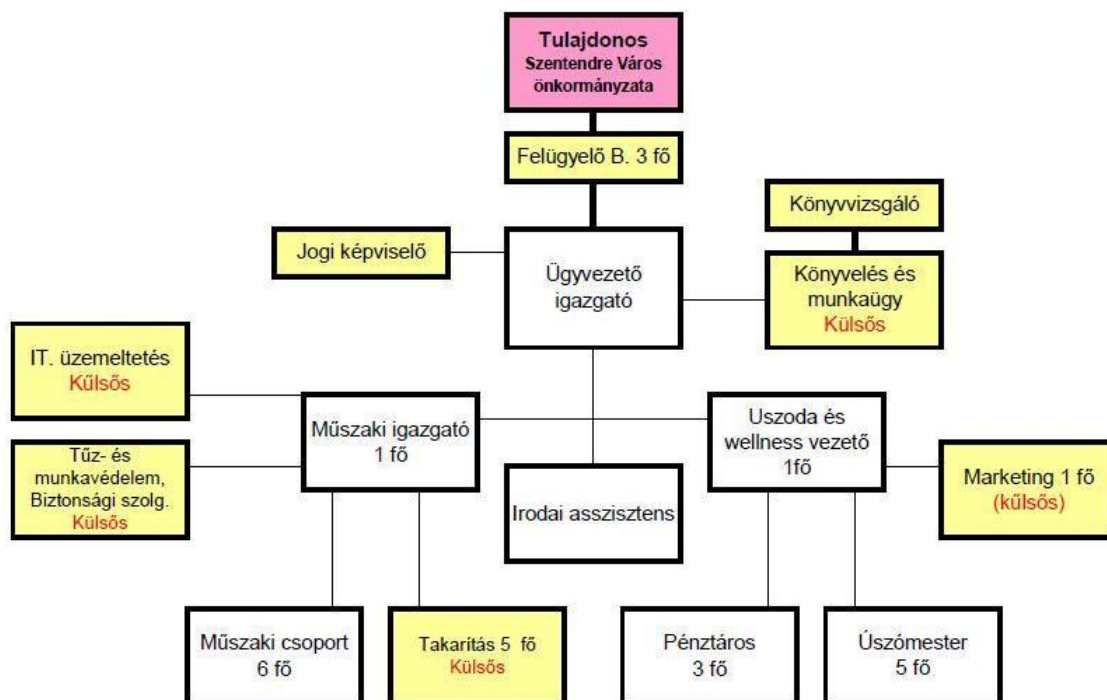 Tulajdonos
Szentendre Város
önkormányzata
Felügyelő B. 3 fő
Könyvvizsgáló
Jogi képviselő
Ügyvezető
igazgató
Könyvelés és
munkaügy
Külsős
IT. üzemeltetés
Kűlsős
Műszaki igazgató
1 fő
Uszoda és
wellness vezető
1fő
Tűz- és
munkavédelem,
Biztonsági szolg.
Külsős
Marketing 1 fő
(kűlsős)
Irodai asszisztens
Műszaki csoport
6 fő
Takarítás 5 fő
Külsős
Pénztáros
3 fő
Úszómester
5 fő